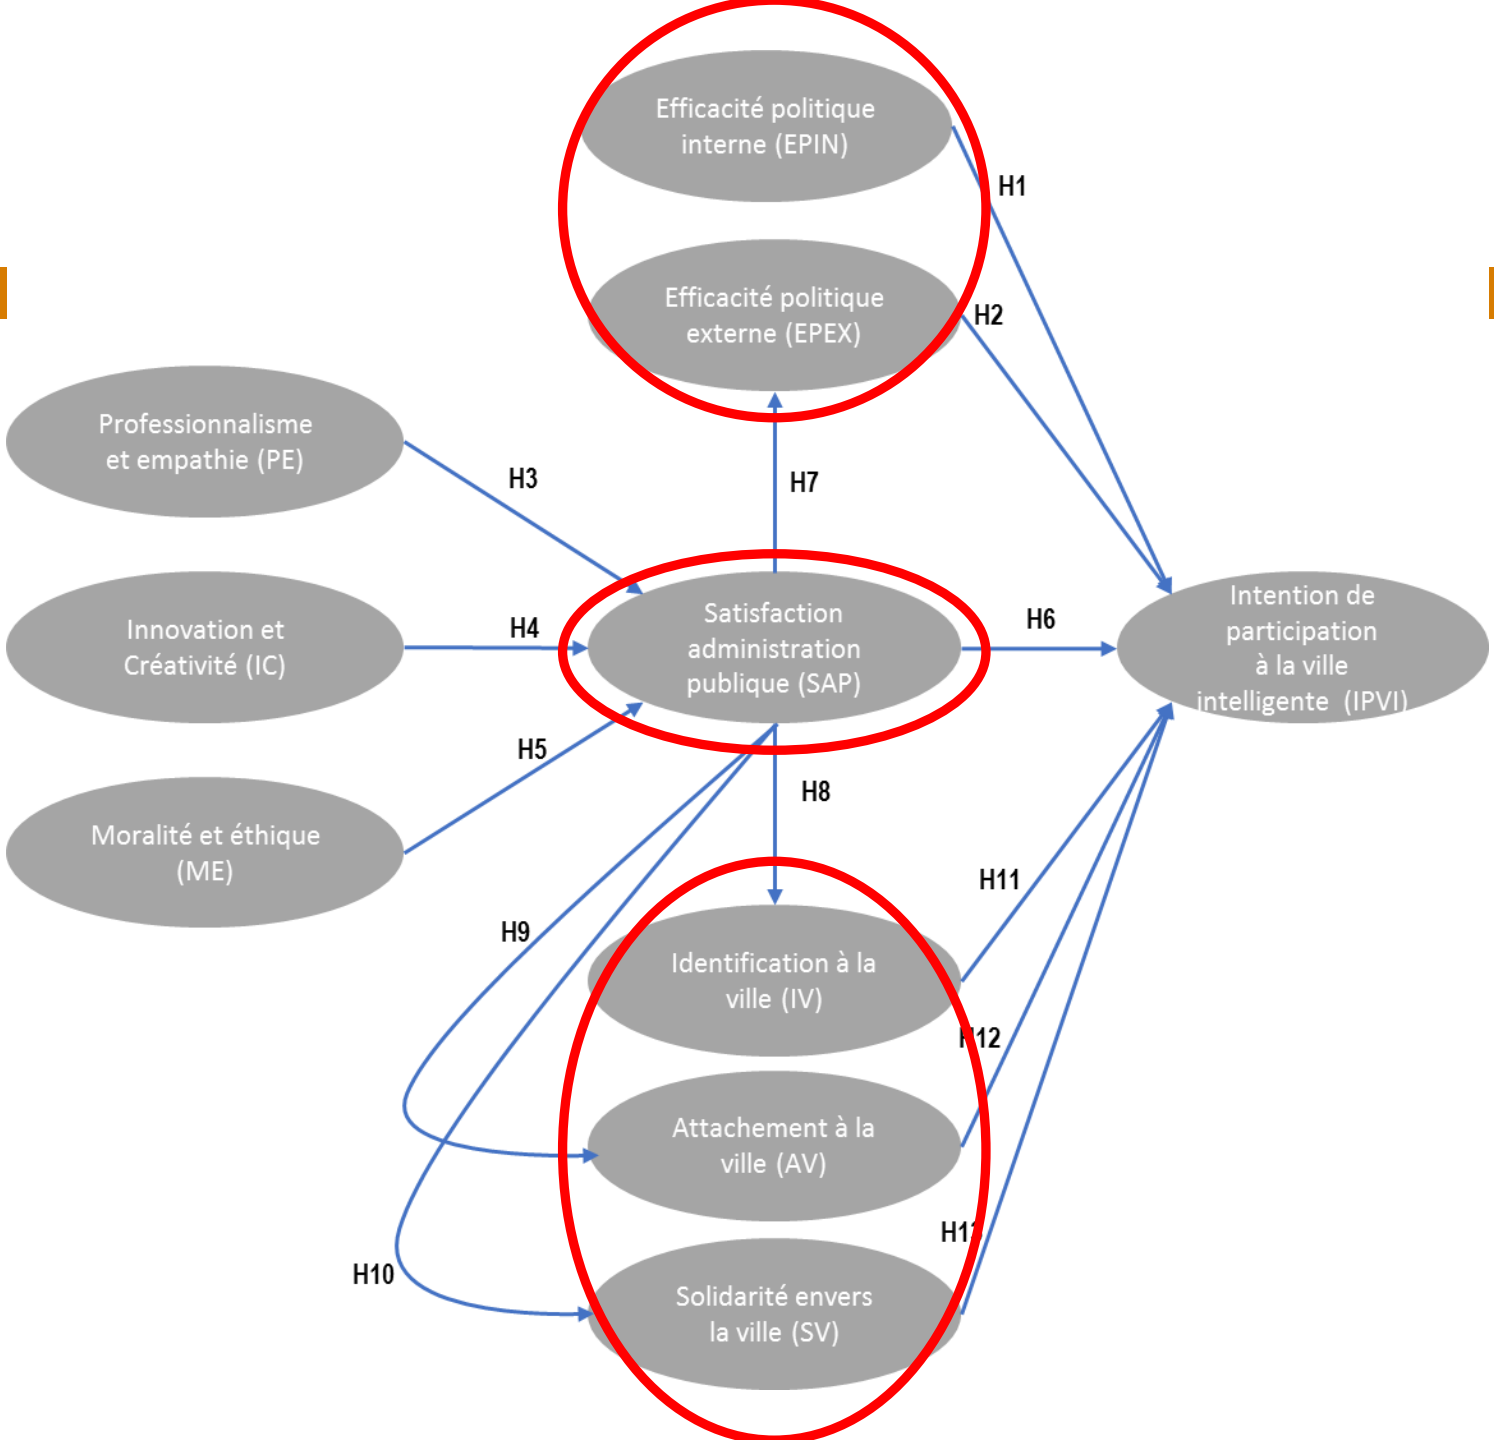 Efficacité politique
interne (EPIN)
H1
Efficacité politique
externe (EPEX)
H2
Professionnalisme
et empathie (PE)
H3
H7
Innovation et
Créativité (IC)
H4
Satisfaction
administration
publique (SAP)
H6
Intention de
participation
à la ville
intelligente (IPVI)
H5
Moralité et éthique
(ME)
H8
H9
H11
Identification à la
ville (IV)
H12
Attachement à la
ville (AV)
H10
Solidarité envers
la ville (SV)